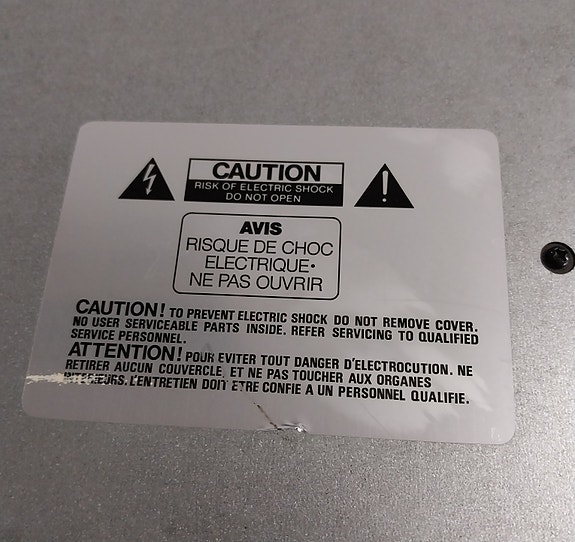 CAUTION
RISK OF ELECTRIC SHOCK
DO NOT OPEN
AVIS
RISQUE DE CHOC
ELECTRIQUE•
NE PAS OUVRIR
CAUTION! TO PREVENT ELECTRIC SHOCK DO NOT REMOVE COVER.
NO USER SERVICEABLE PARTS INSIDE. REFER SERVICING TO QUALIFIED
SERVICE PERSONNEL.
ATTENTION! POUR EVITER TOUT DANGER D'ELECTROCUTION. NE
RETIRER AUCUN COUVERCLE, ET NE PAS TOUCHER AUX ORGANES
INTERIEURS. L'ENTRETIEN DOIT ETRE CONFIE A UN PERSONNEL QUALIFIE.